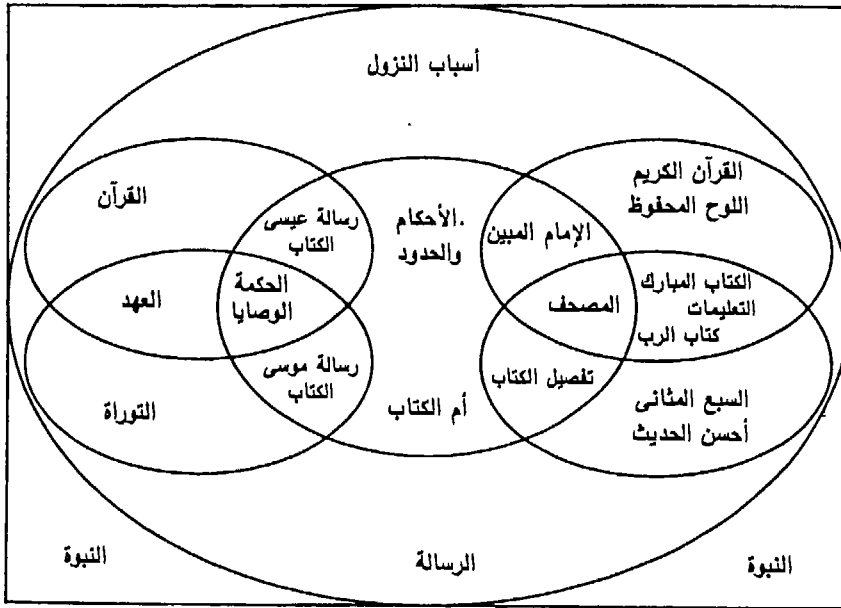 أسباب النزول
القرآن الكريم
اللوح المحفوظ
الإمام المبين
الكتاب المبارك
التعليمات
كتاب الرب
المصحف
تفصيل الكتاب
السبع المثانى
أحسن الحديث
.الأحكام
والحدود
أم الكتاب
القرآن
رسالة عيسى
الكتاب
الحكمة
الوصايا
العهد
رسالة موسى
الكتاب
التوراة
النبوة
الرسالة
النبوة